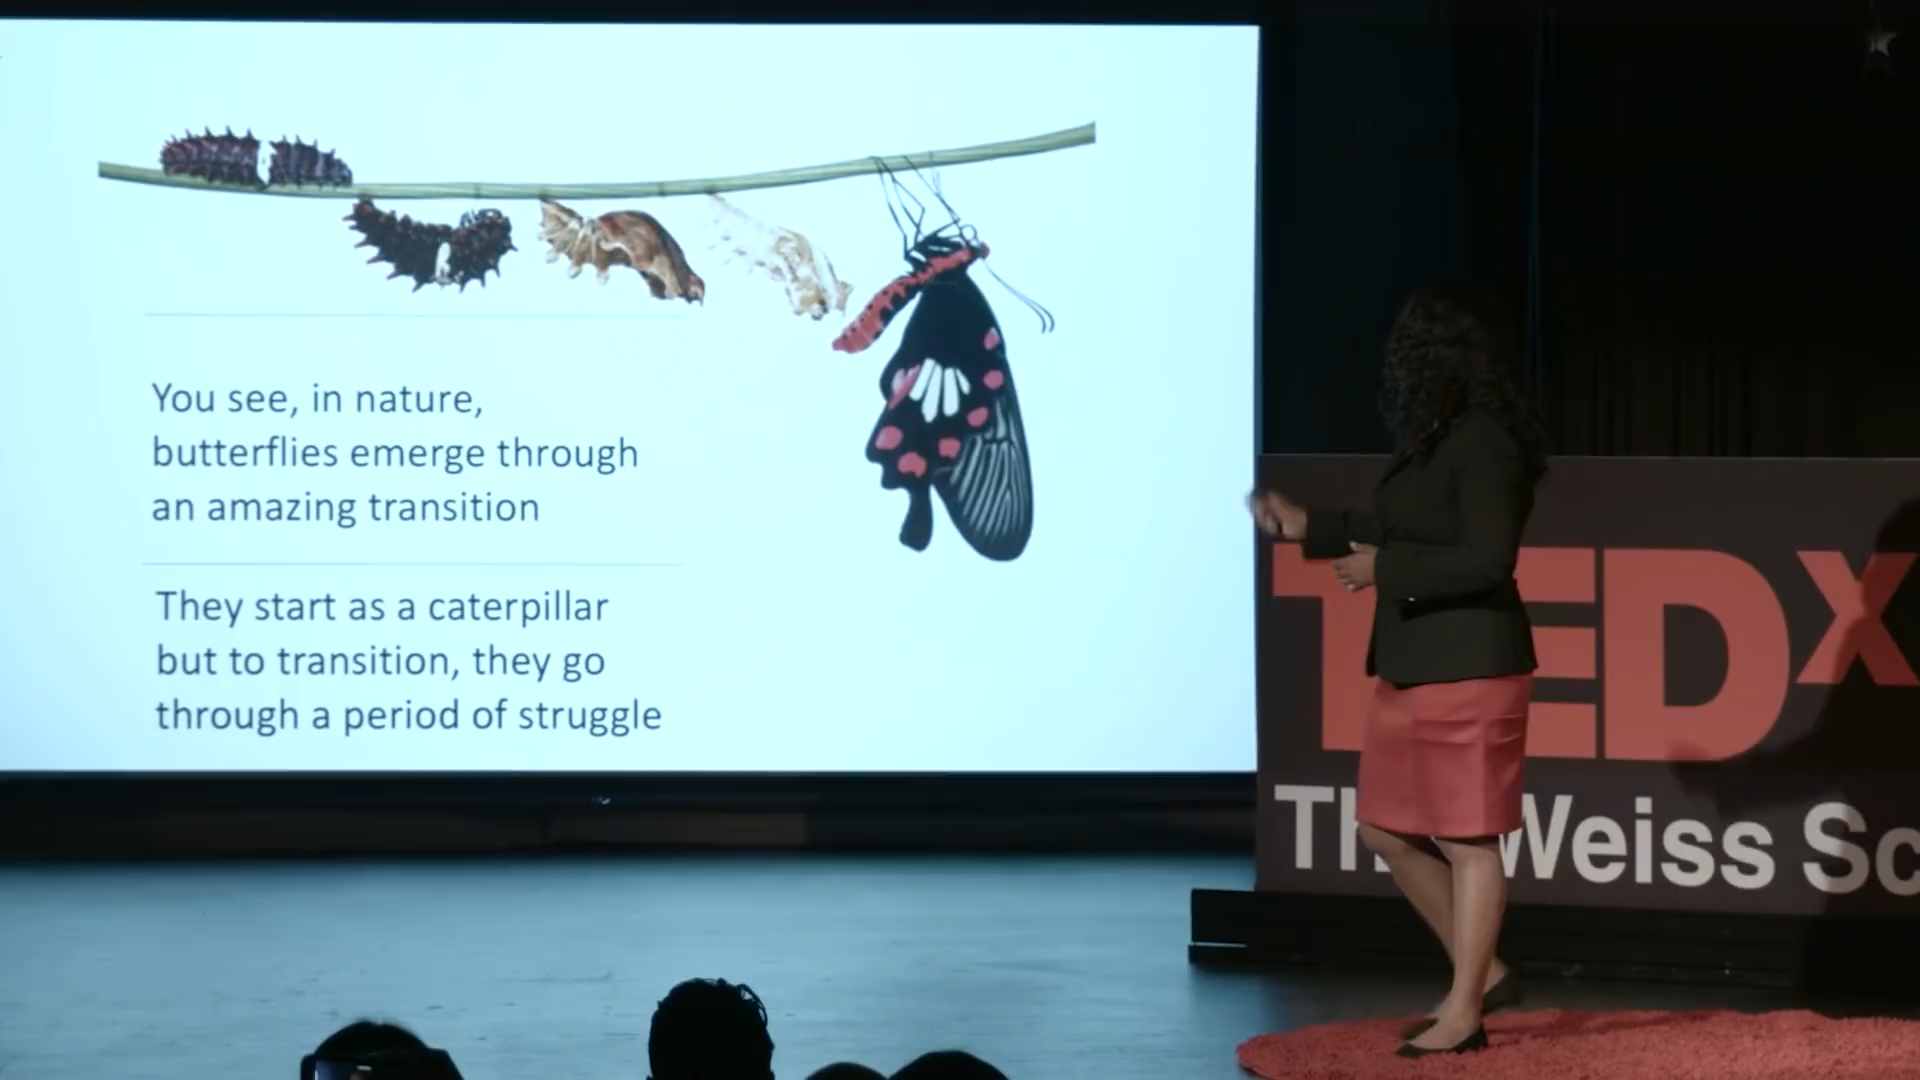 You see, in nature,
butterflies emerge through
an amazing transition
They start as a caterpillar
but to transition, they go
through a period of struggle
TEDx
Weiss